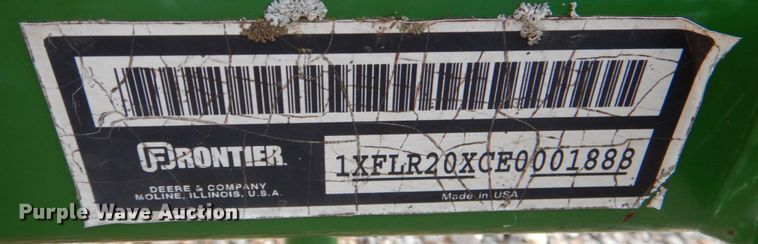 FRONTIER
DEERE & COMPANY
MOLINE, ILLINOIS, U.S.A.
1XFLR20XCE0001888
Made in USA
Purple Wave Auction